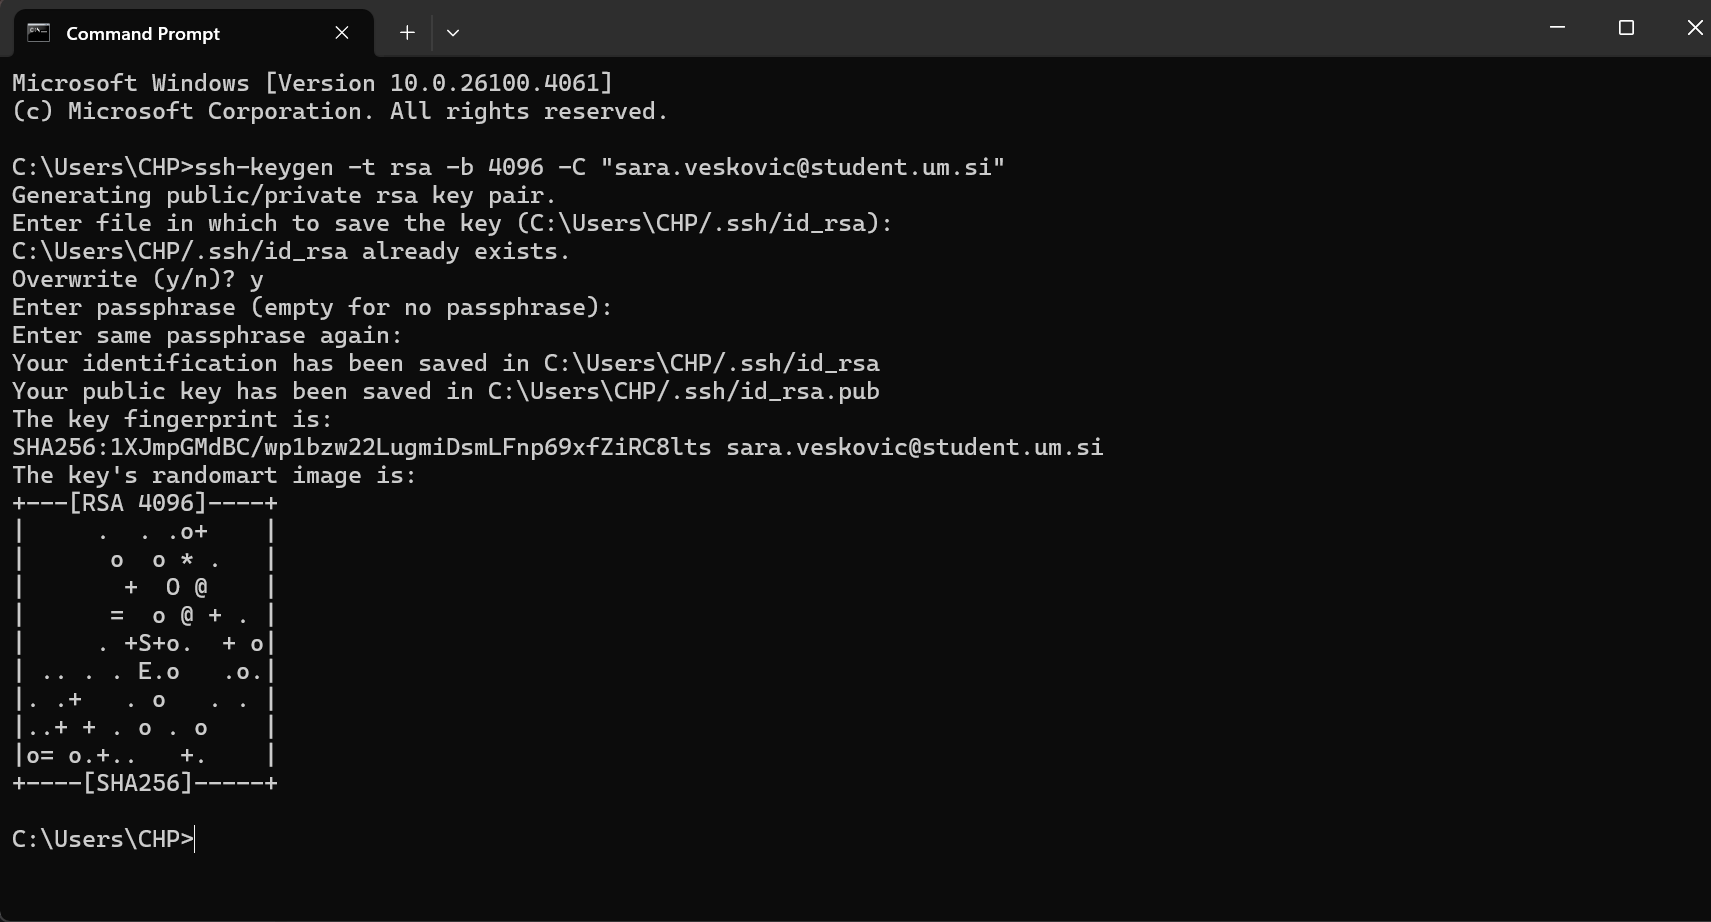 Command Prompt
Microsoft Windows [Version 10.0.26100.4061]
(c) Microsoft Corporation. All rights reserved.

C:\Users\CHP>ssh-keygen -t rsa -b 4096 -C "sara.veskovic@student.um.si"
Generating public/private rsa key pair.
Enter file in which to save the key (C:\Users\CHP/.ssh/id_rsa):
C:\Users\CHP/.ssh/id_rsa already exists.
Overwrite (y/n)? y
Enter passphrase (empty for no passphrase):
Enter same passphrase again:
Your identification has been saved in C:\Users\CHP/.ssh/id_rsa
Your public key has been saved in C:\Users\CHP/.ssh/id_rsa.pub
The key fingerprint is:
SHA256:1XJmpGMdBC/wp1bzw22LugmiDsmLFnp69xfZiRC8lts sara.veskovic@student.um.si
The key's randomart image is:
+---[RSA 4096]----+
|     .  . .o+    |
|      o  o * .   |
|       +  O @    |
|      =  o @ + . |
|     . +S+o.  + o|
| .. . . E.o   .o.|
|. .+   . o   . . |
|..+ + . o . o    |
|o= o.+..   +.    |
+----[SHA256]-----+

C:\Users\CHP>